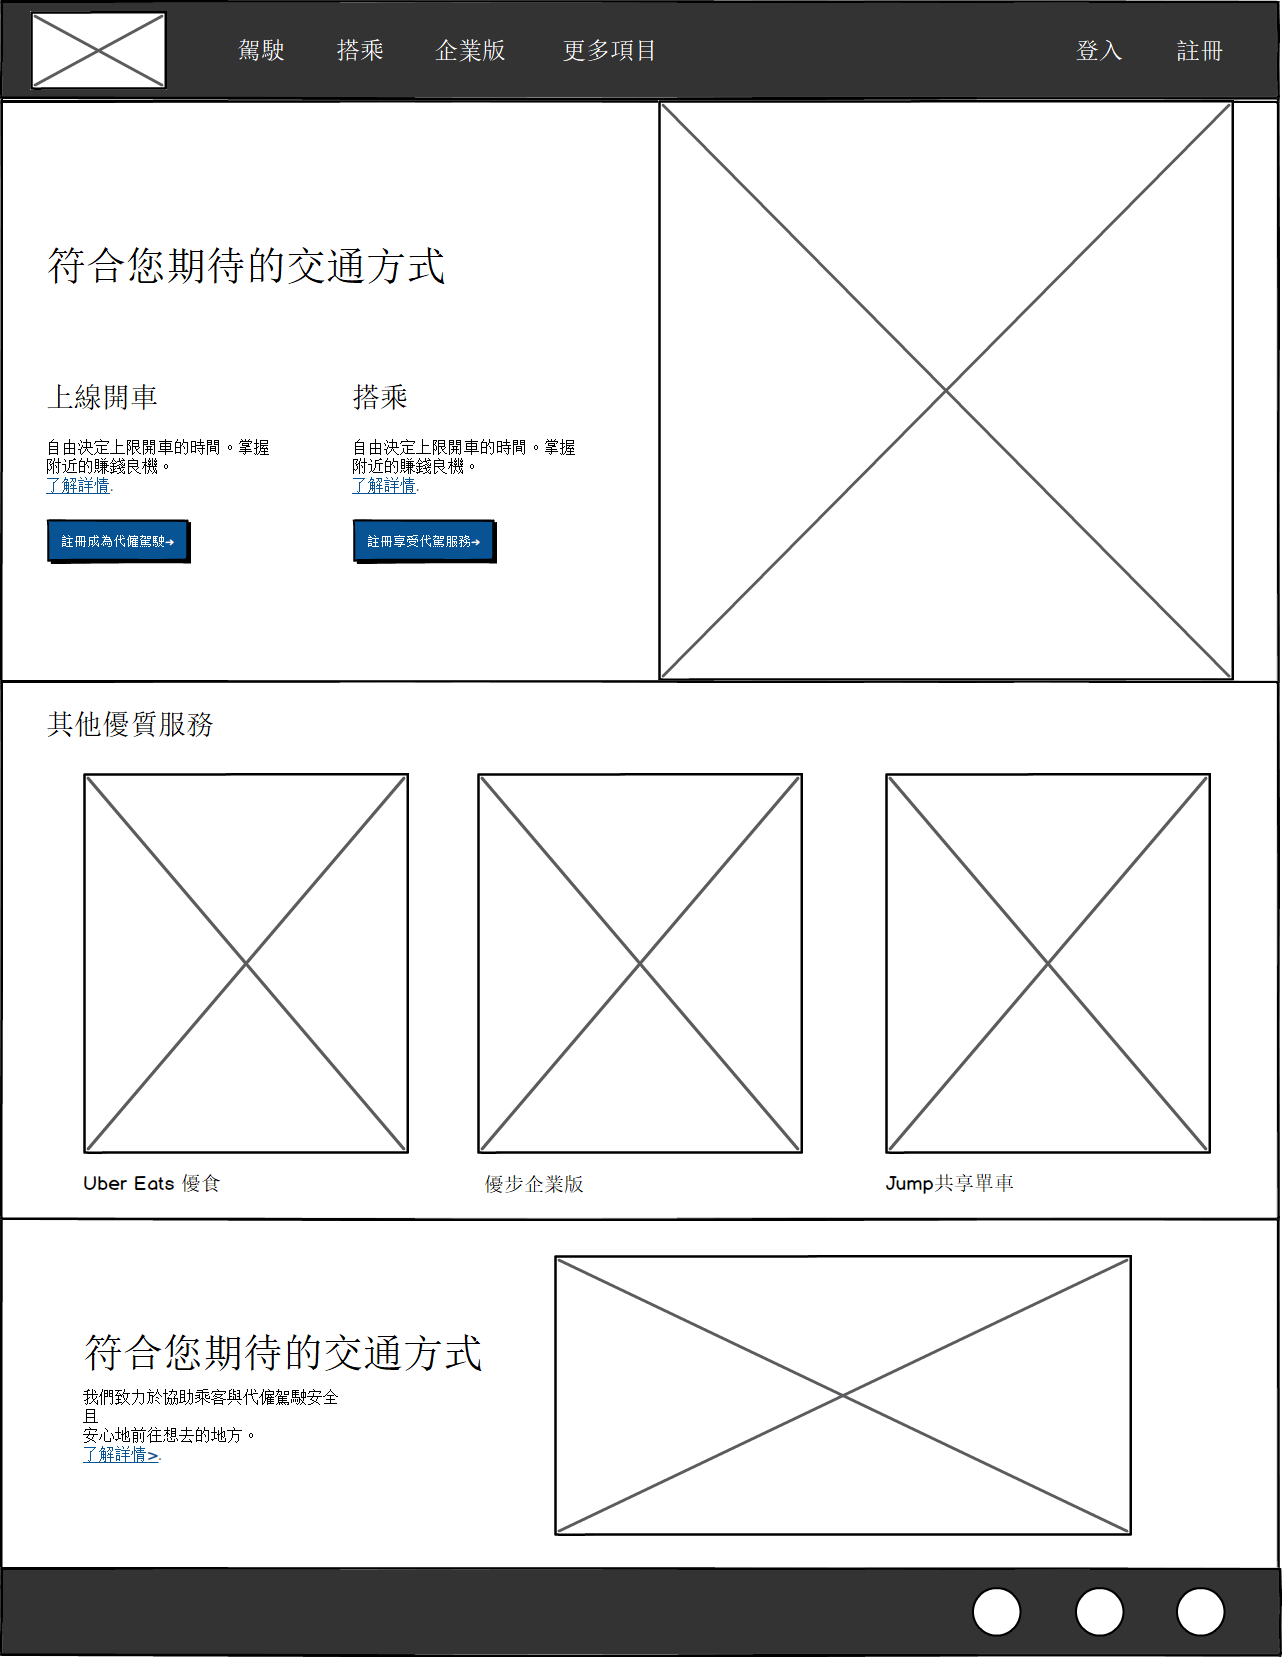 駕駛 搭乘 企業版 更多項目 登入 註冊
符合您期待的交通方式
上線開車
自由決定上限開車的時間。掌握
附近的賺錢良機。
了解詳情.
註冊成為代僱駕駛→
搭乘
自由決定上限開車的時間。掌握
附近的賺錢良機。
了解詳情.
註冊享受代駕服務→
其他優質服務
Uber Eats 優食
優步企業版
Jump共享單車
符合您期待的交通方式
我們致力於協助乘客與代僱駕駛安全
且
安心地前往想去的地方。
了解詳情>.